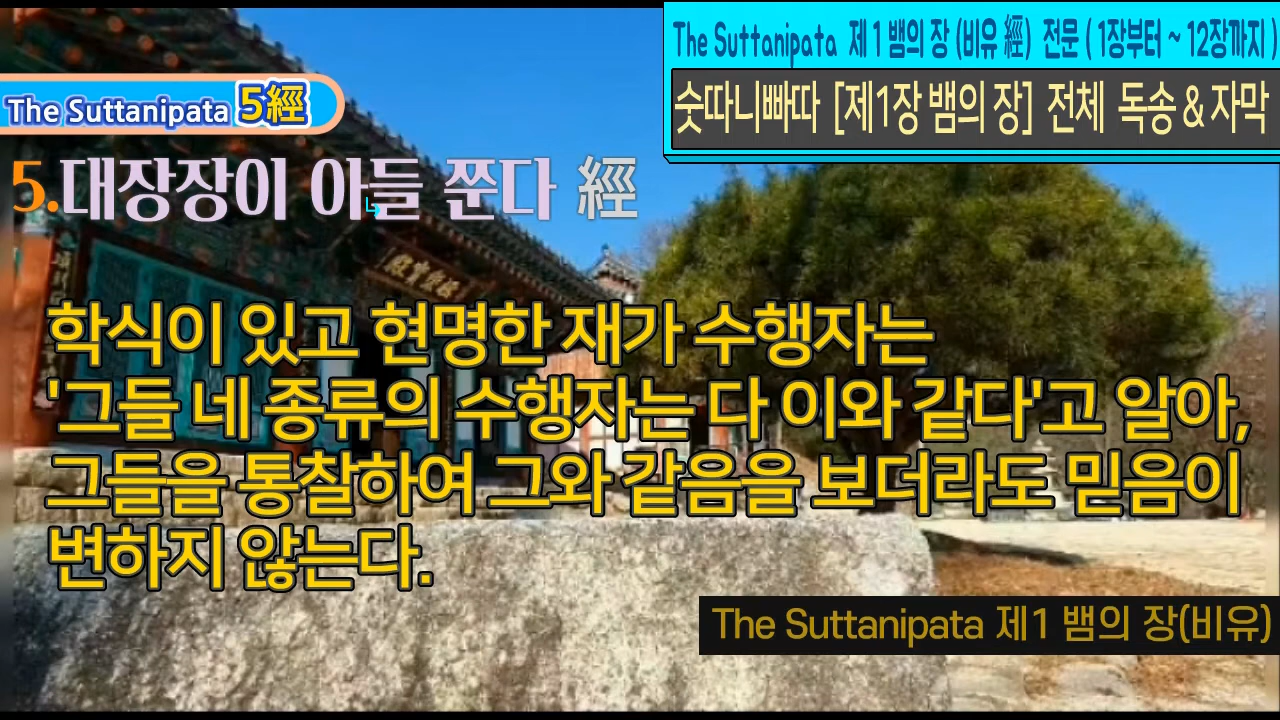 The Suttanipata 제 1 뱀의 장 (비유 經) 전문 ( 1장부터 ~ 12장까지 )
숫따니빠따 [제1장 뱀의 장] 전체 독송 & 자막
The Suttanipata 5經
5.대장장이 아들 쭌다 經
학식이 있고 현명한 재가 수행자는
'그들 네 종류의 수행자는 다 이와 같다'고 알아,
그들을 통찰하여 그와 같음을 보더라도 믿음이
변하지 않는다.
The Suttanipata 제1 뱀의 장(비유)